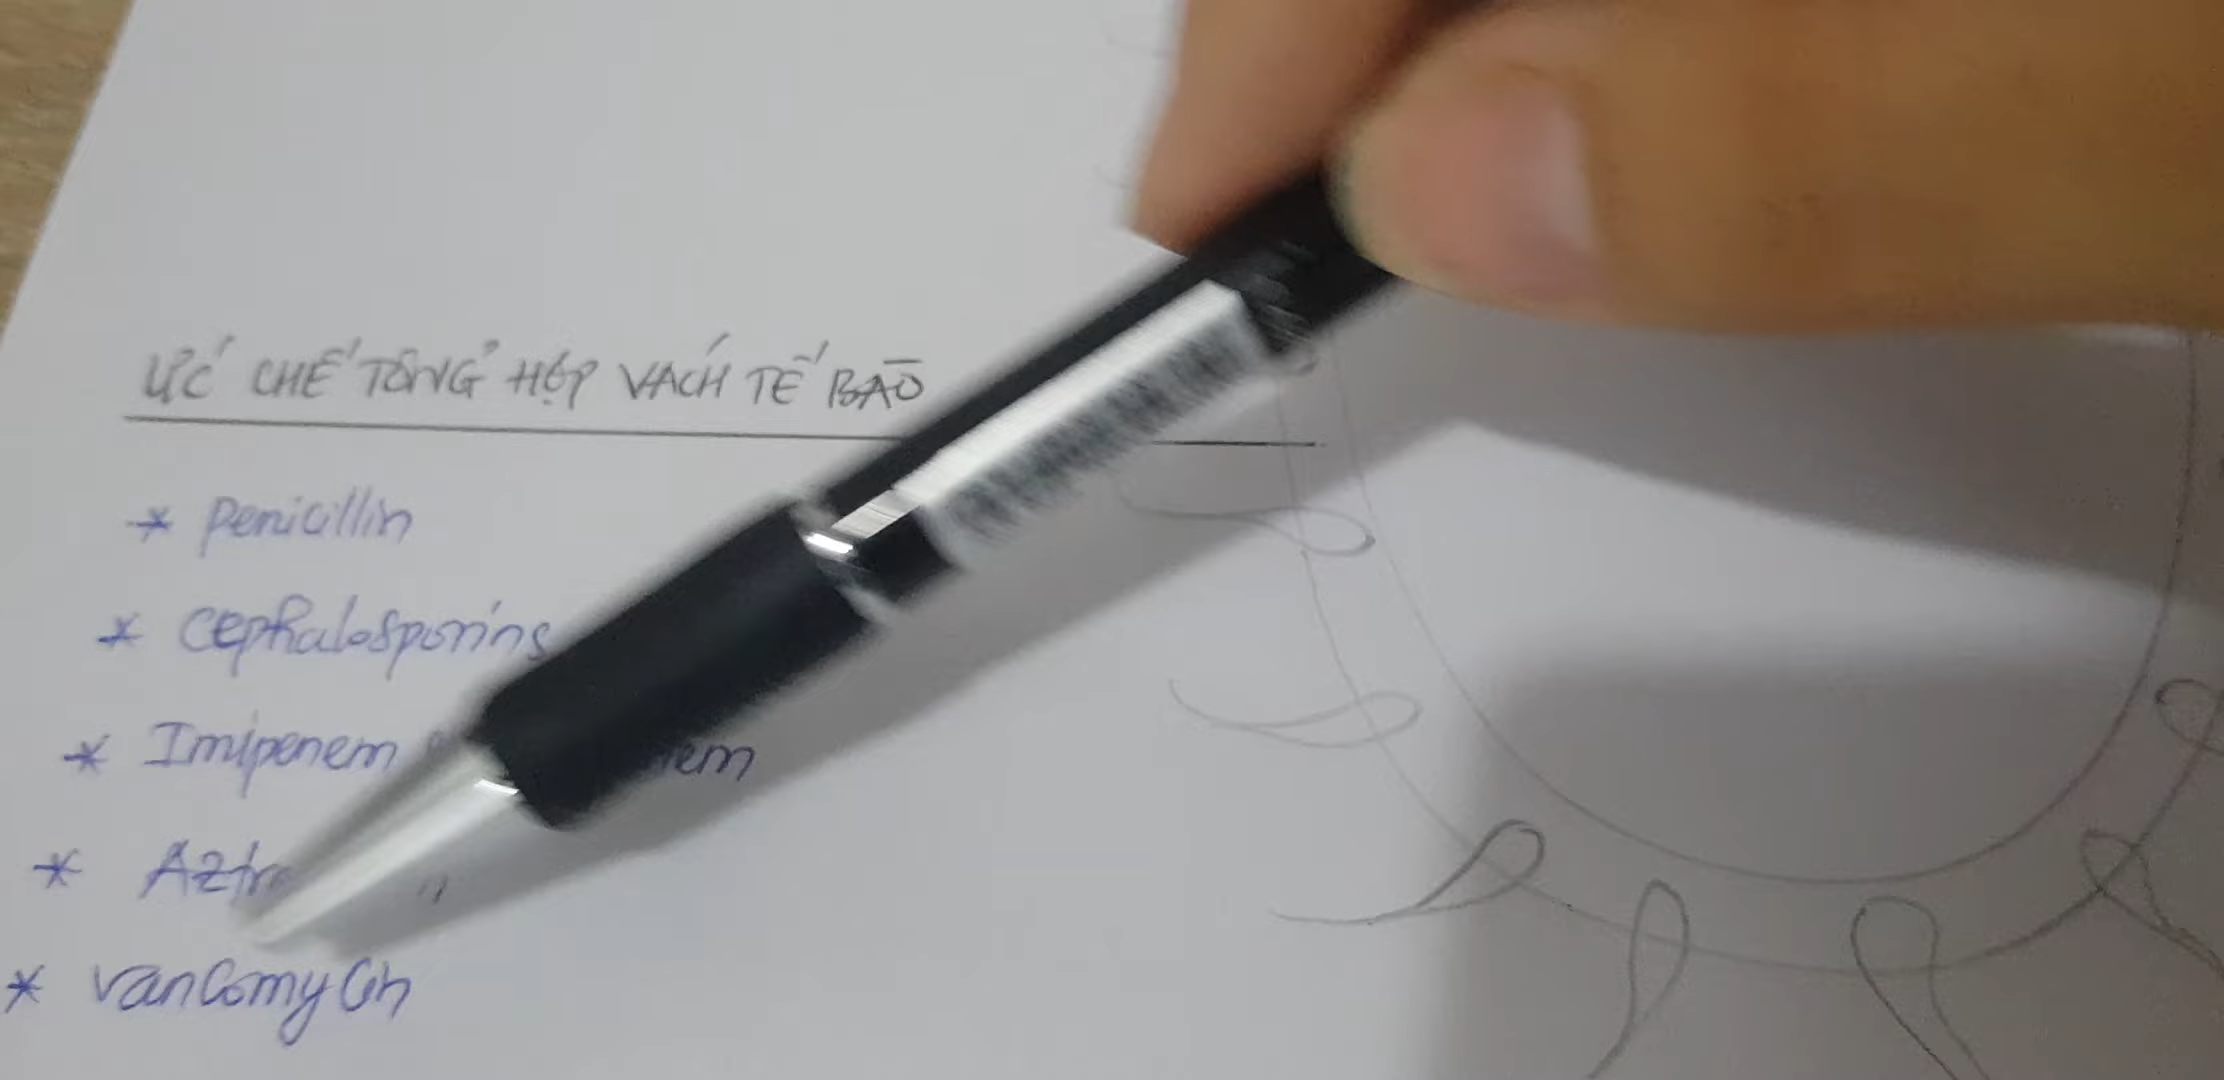 ỨC CHẾ TỔNG HỢP VÁCH TẾ BÀO
* Penicillin
* Cephalosporins
* Imipenem
*
* Vancomycin